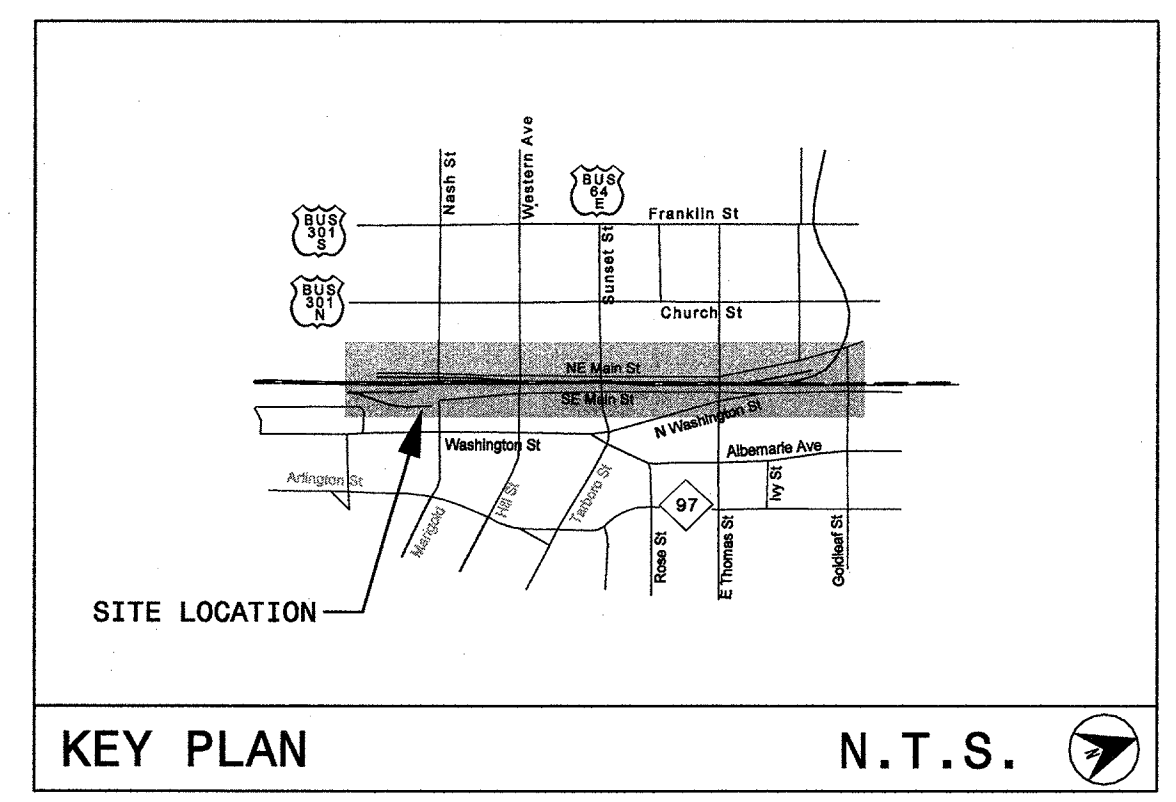 Nash St
Western Ave
BUS
64
E
BUS
301
S
Franklin St
Sunset St
BUS
301
N
Church St
NE Main St
SE Main St
N Washington St
Washington St
Albemarle Ave
Arlington St
Ivy St
Marigold
Hill St
Tarboro St
97
Rose St
E Thomas St
Goldleaf St
SITE LOCATION
KEY PLAN
N.T.S.
N